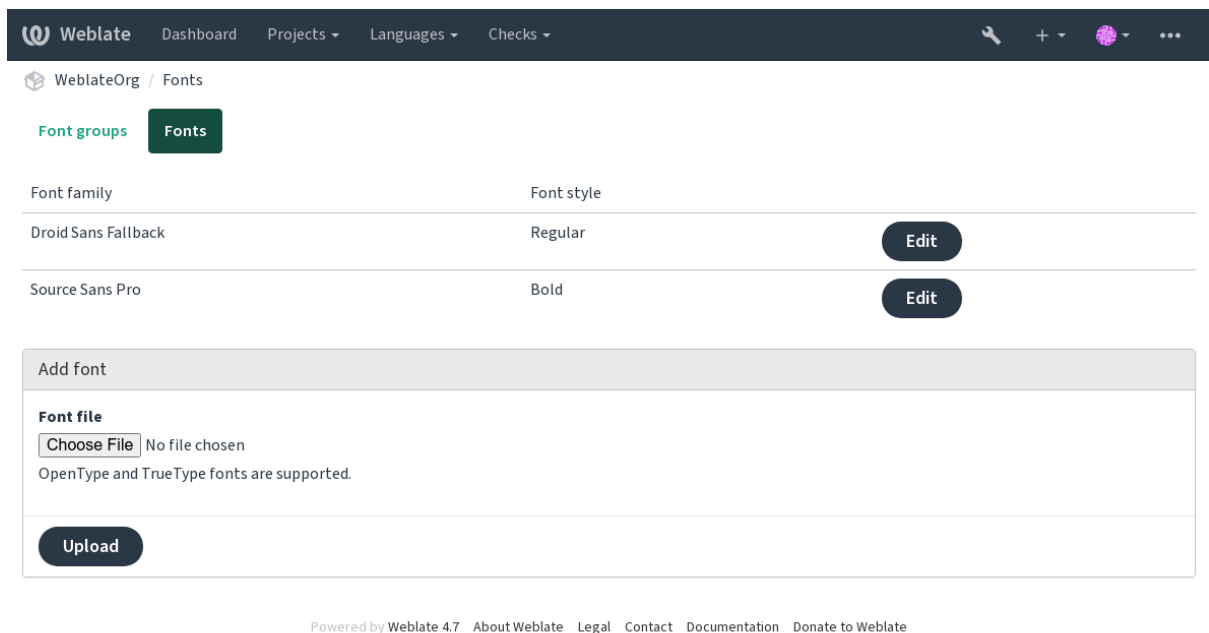 Weblate Dashboard Projects Languages Checks
WeblateOrg / Fonts
Font groups Fonts
Font family Font style
Droid Sans Fallback Regular Edit
Source Sans Pro Bold Edit
Add font
Font file
Choose File No file chosen
OpenType and TrueType fonts are supported.
Upload
Powered by Weblate 4.7 About Weblate Legal Contact Documentation Donate to Weblate